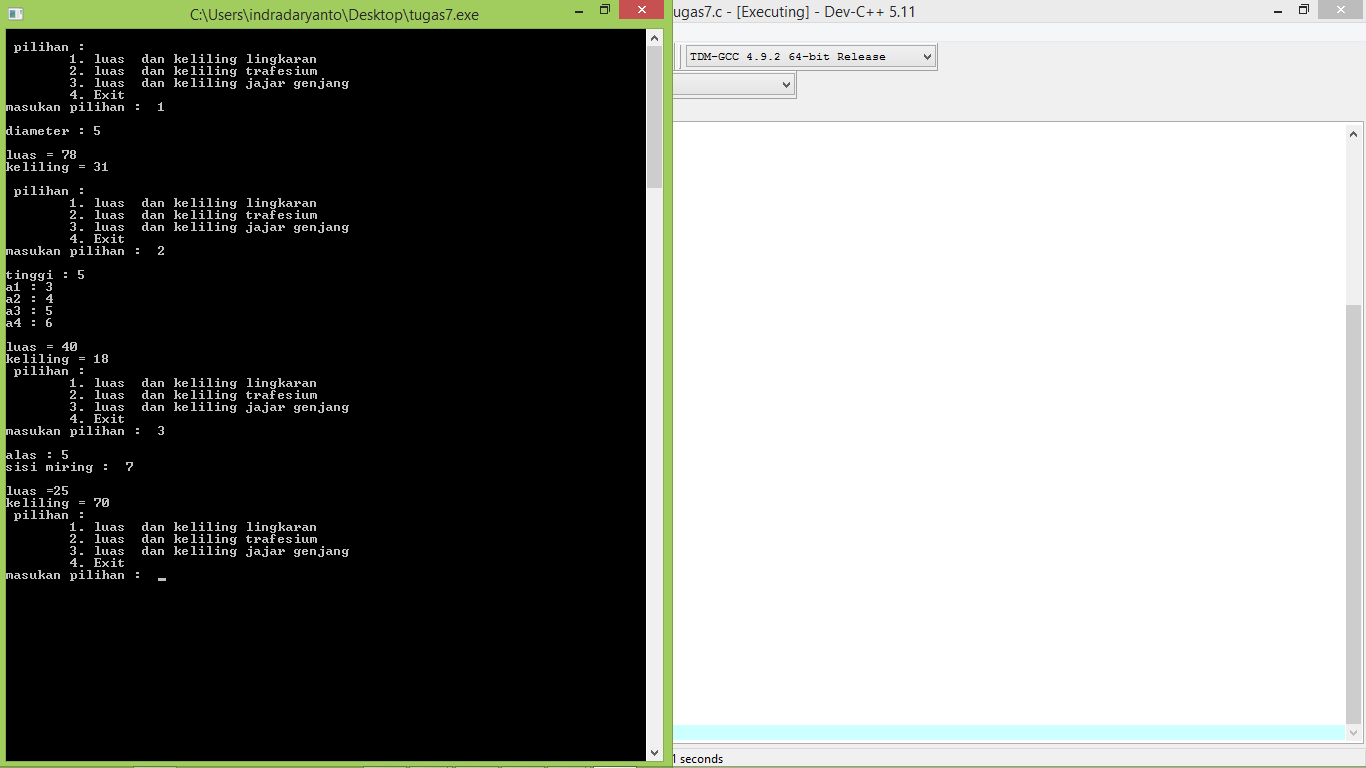 C:\Users\indradaryanto\Desktop\tugas7.exe
pilihan :
1. luas  dan keliling lingkaran
2. luas  dan keliling trafesium
3. luas  dan keliling jajar genjang
4. Exit
masukan pilihan :  1
diameter : 5
luas = 78
keliling = 31
pilihan :
1. luas  dan keliling lingkaran
2. luas  dan keliling trafesium
3. luas  dan keliling jajar genjang
4. Exit
masukan pilihan :  2
tinggi : 5
a1 : 3
a2 : 4
a3 : 5
a4 : 6
luas = 40
keliling = 18
pilihan :
1. luas  dan keliling lingkaran
2. luas  dan keliling trafesium
3. luas  dan keliling jajar genjang
4. Exit
masukan pilihan :  3
alas : 5
sisi miring :  7
luas =25
keliling = 70
pilihan :
1. luas  dan keliling lingkaran
2. luas  dan keliling trafesium
3. luas  dan keliling jajar genjang
4. Exit
masukan pilihan :  _
ugas7.c - [Executing] - Dev-C++ 5.11
TDM-GCC 4.9.2 64-bit Release
1 seconds